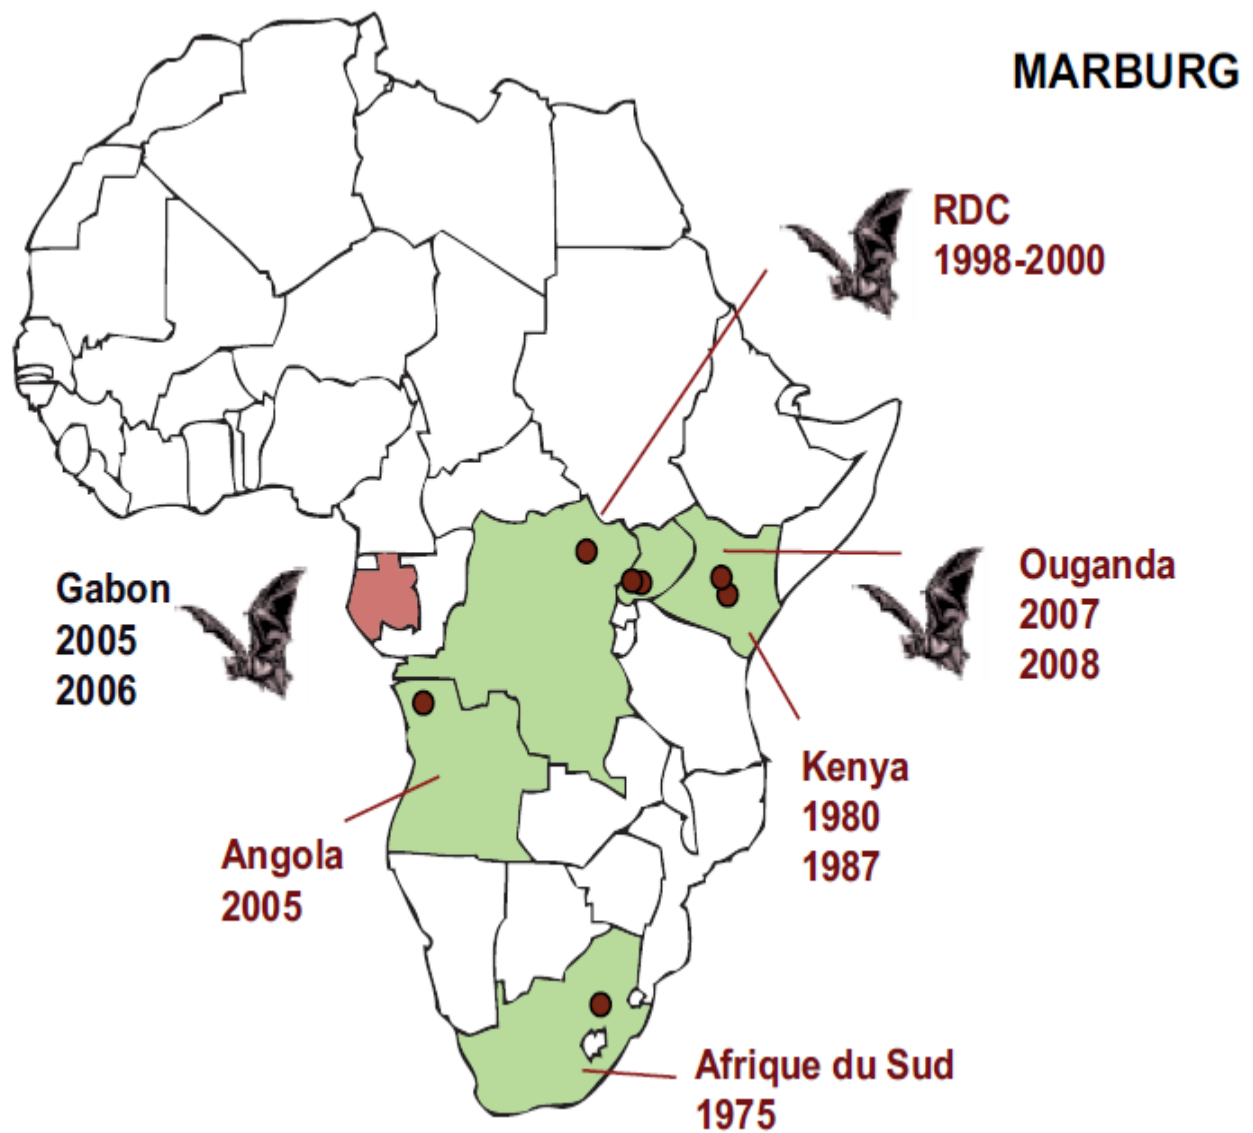 MARBURG
RDC
1998-2000
Gabon
2005
2006
Ouganda
2007
2008
Kenya
1980
1987
Angola
2005
Afrique du Sud
1975